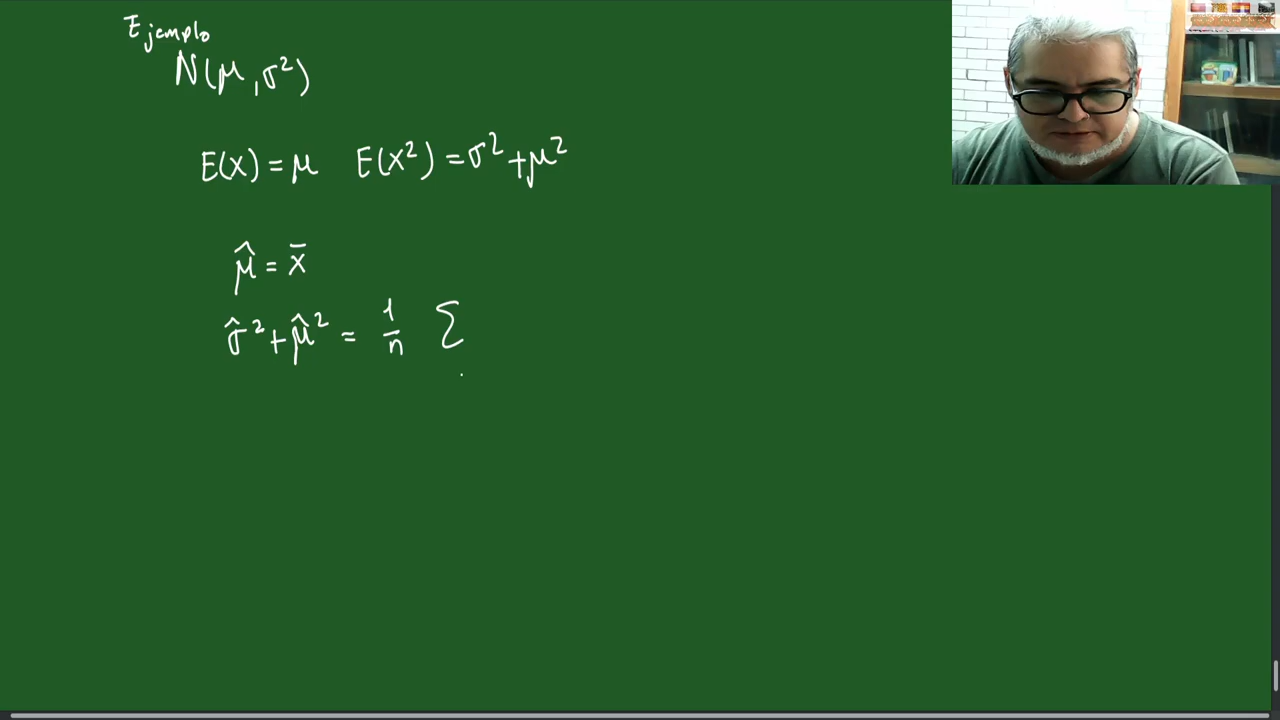 Ejemplo
N(μ, σ²)
E(X) = μ E(X²) = σ² + μ²
μ̂ = x̄
σ̂² + μ̂² = 1/n Σ